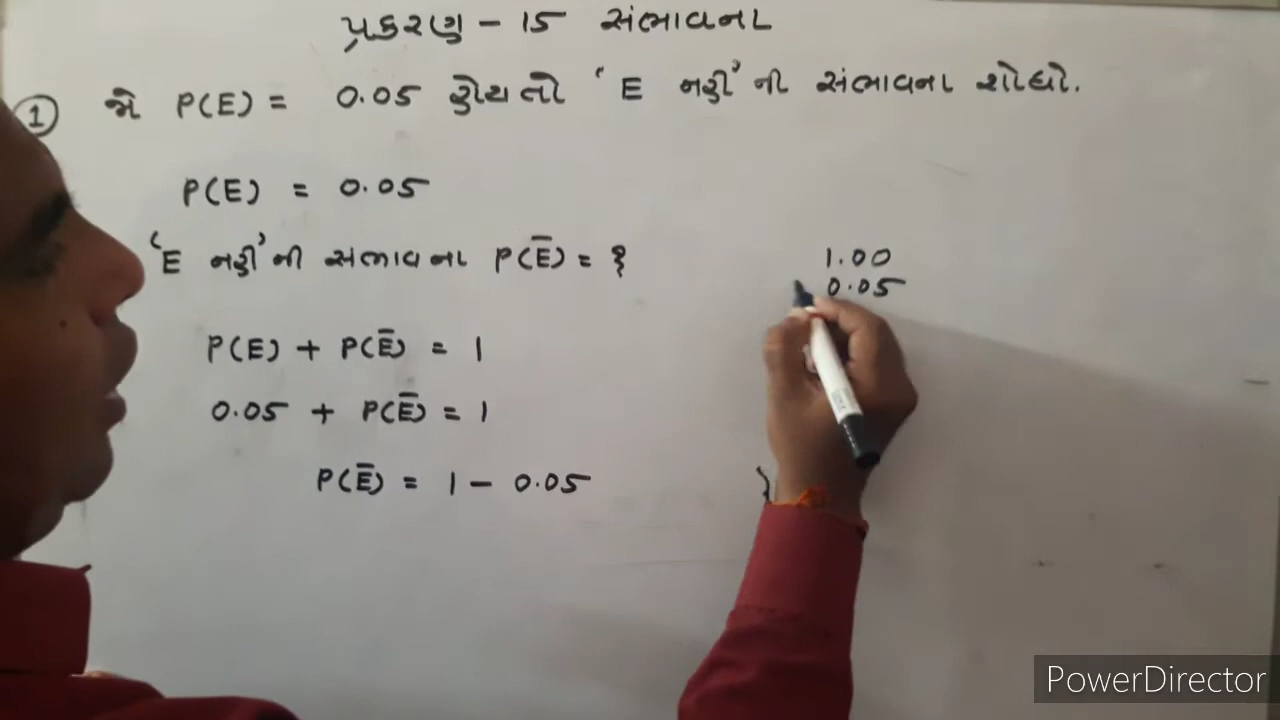 પ્રકરણ - 15 સંભાવના
① જો P(E) = 0.05 હોય તો 'E નહીં' ની સંભાવના શોધો.
P(E) = 0.05
'E નહીં' ની સંભાવના P(E̅) = ?
1.00
0.05
P(E) + P(E̅) = 1
0.05 + P(E̅) = 1
P(E̅) = 1 - 0.05
PowerDirector